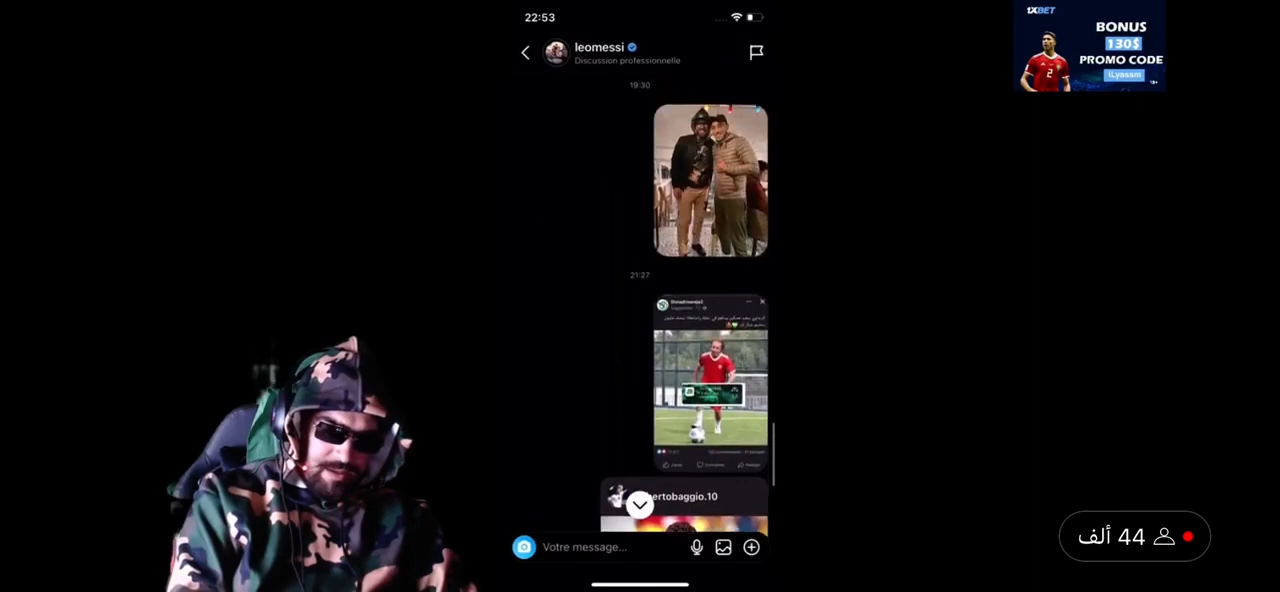 22:53
leomessi
Discussion professionnelle
19:30
21:27
ertobaggio.10
Votre message...
1XBET
BONUS
130$
PROMO CODE
iLyassm
2
44 ألف